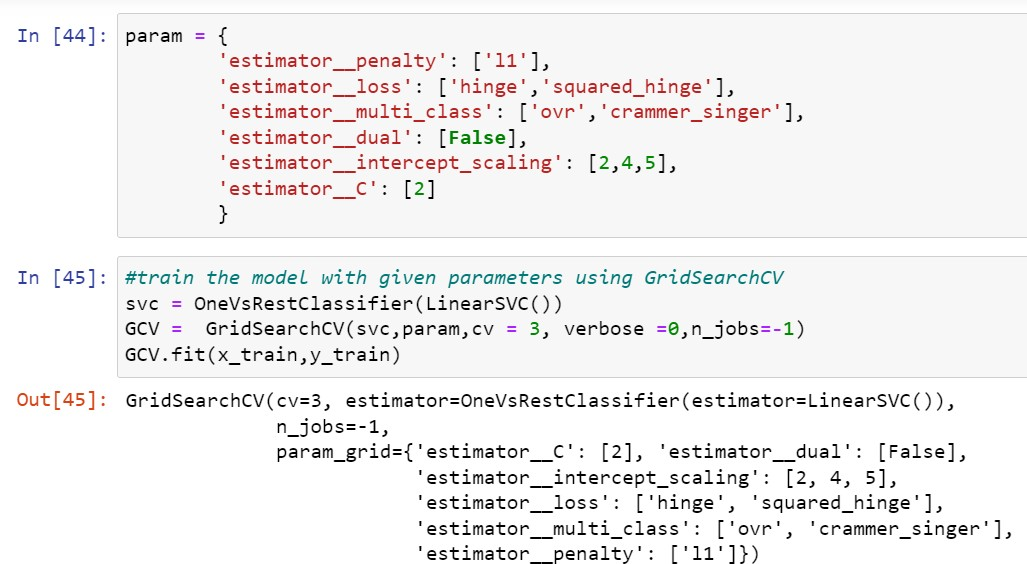 In [44]: param = {
'estimator__penalty': ['l1'],
'estimator__loss': ['hinge','squared_hinge'],
'estimator__multi_class': ['ovr','crammer_singer'],
'estimator__dual': [False],
'estimator__intercept_scaling': [2,4,5],
'estimator__C': [2]
}
In [45]: #train the model with given parameters using GridSearchCV
svc = OneVsRestClassifier(LinearSVC())
GCV =  GridSearchCV(svc,param,cv = 3, verbose =0,n_jobs=-1)
GCV.fit(x_train,y_train)
Out[45]: GridSearchCV(cv=3, estimator=OneVsRestClassifier(estimator=LinearSVC()),
n_jobs=-1,
param_grid={'estimator__C': [2], 'estimator__dual': [False],
'estimator__intercept_scaling': [2, 4, 5],
'estimator__loss': ['hinge', 'squared_hinge'],
'estimator__multi_class': ['ovr', 'crammer_singer'],
'estimator__penalty': ['l1']})